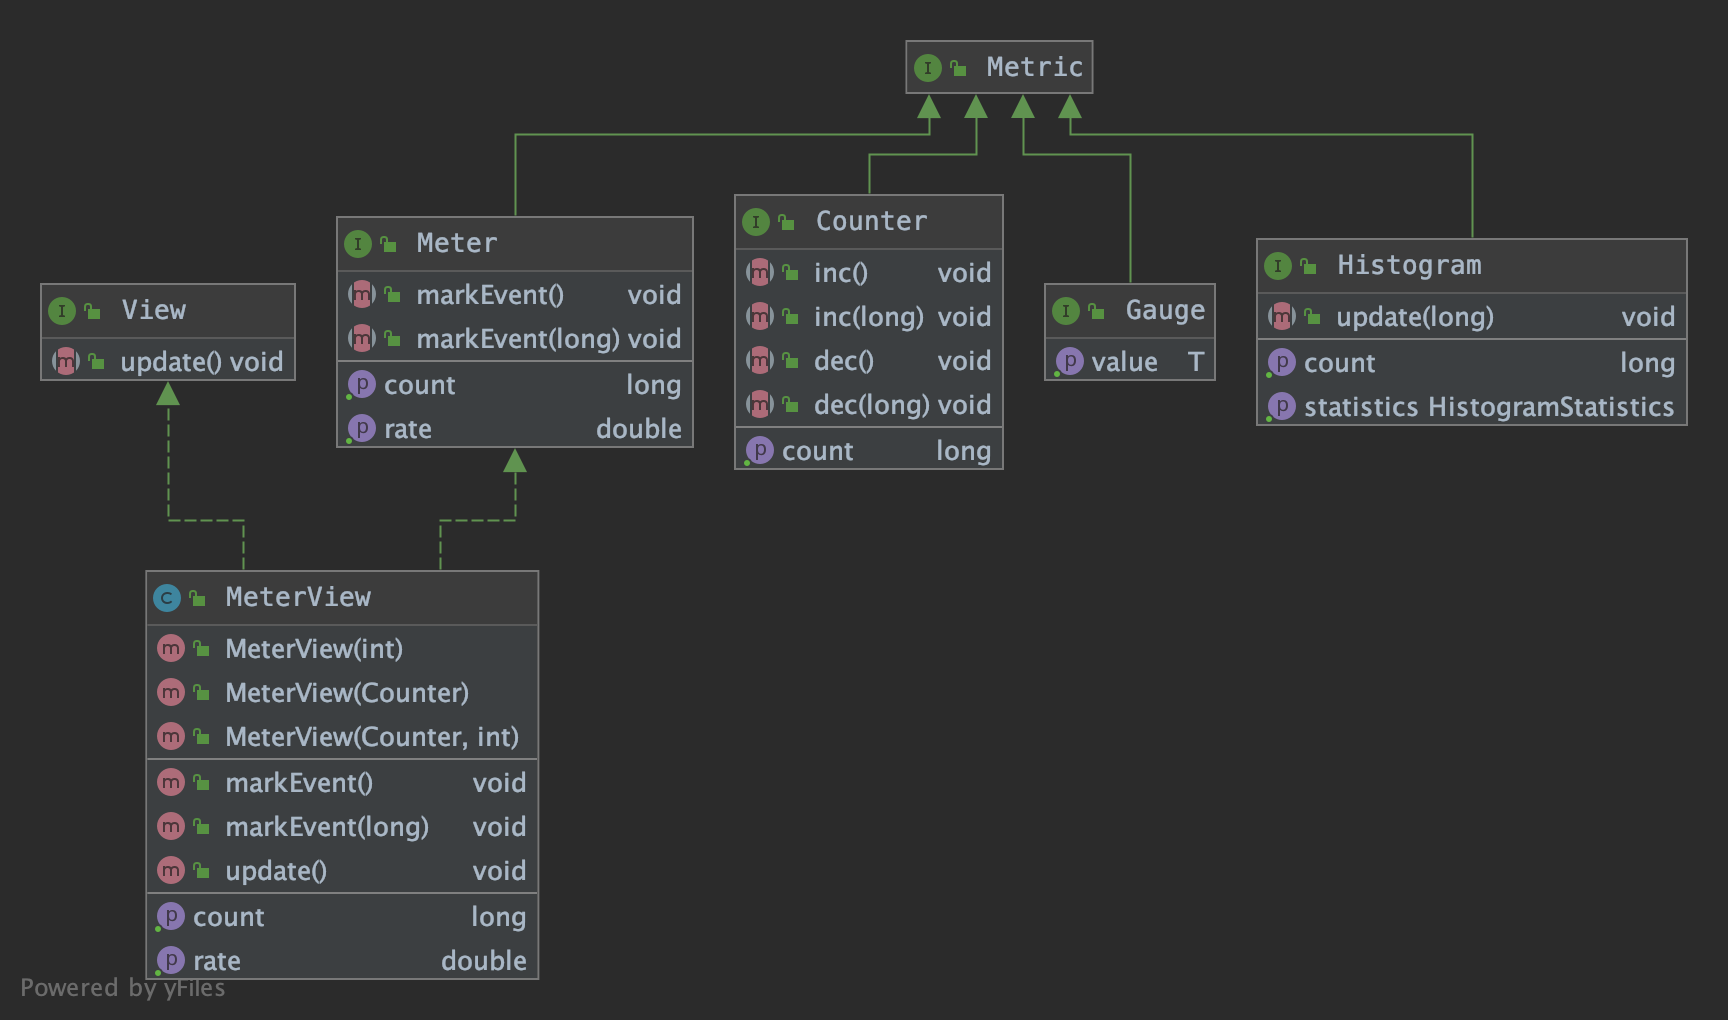 Metric
Meter
markEvent() void
markEvent(long) void
count long
rate double
Counter
inc() void
inc(long) void
dec() void
dec(long) void
count long
Gauge
value T
Histogram
update(long) void
count long
statistics HistogramStatistics
View
update() void
MeterView
MeterView(int)
MeterView(Counter)
MeterView(Counter, int)
markEvent() void
markEvent(long) void
update() void
count long
rate double
Powered by yFiles